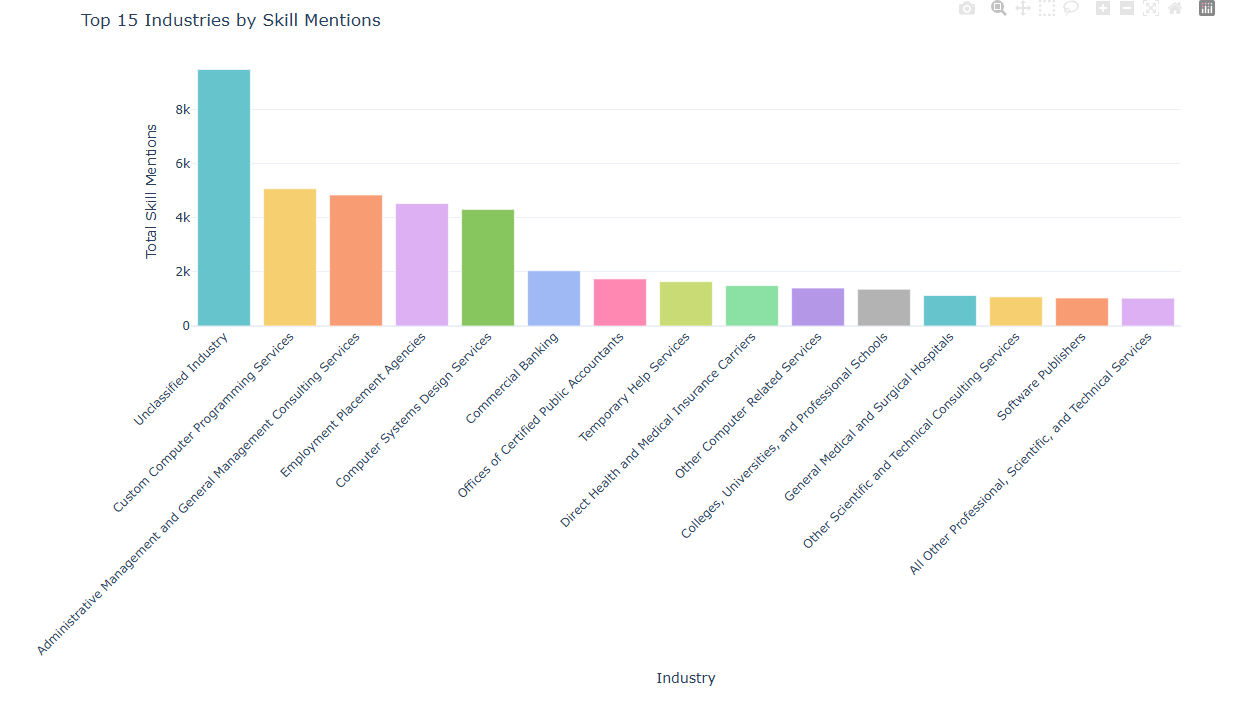 Top 15 Industries by Skill Mentions
8k
6k
4k
2k
0
Total Skill Mentions
Unclassified Industry
Custom Computer Programming Services
Administrative Management and General Management Consulting Services
Employment Placement Agencies
Computer Systems Design Services
Commercial Banking
Offices of Certified Public Accountants
Temporary Help Services
Direct Health and Medical Insurance Carriers
Other Computer Related Services
Colleges, Universities, and Professional Schools
General Medical and Surgical Hospitals
Other Scientific and Technical Consulting Services
Software Publishers
All Other Professional, Scientific, and Technical Services
Industry